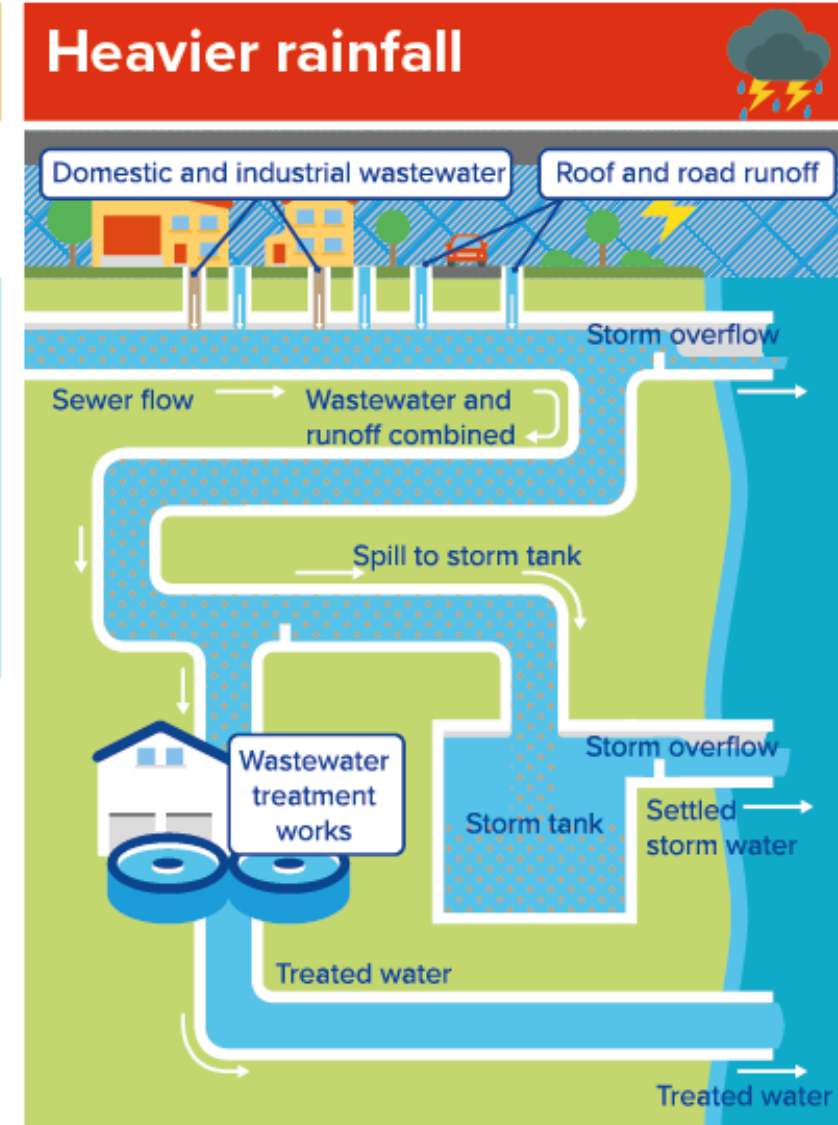 Heavier rainfall
Domestic and industrial wastewater
Roof and road runoff
Storm overflow
Sewer flow
Wastewater and
runoff combined
Spill to storm tank
Storm overflow
Wastewater
treatment
works
Storm tank
Settled
storm water
Treated water
Treated water